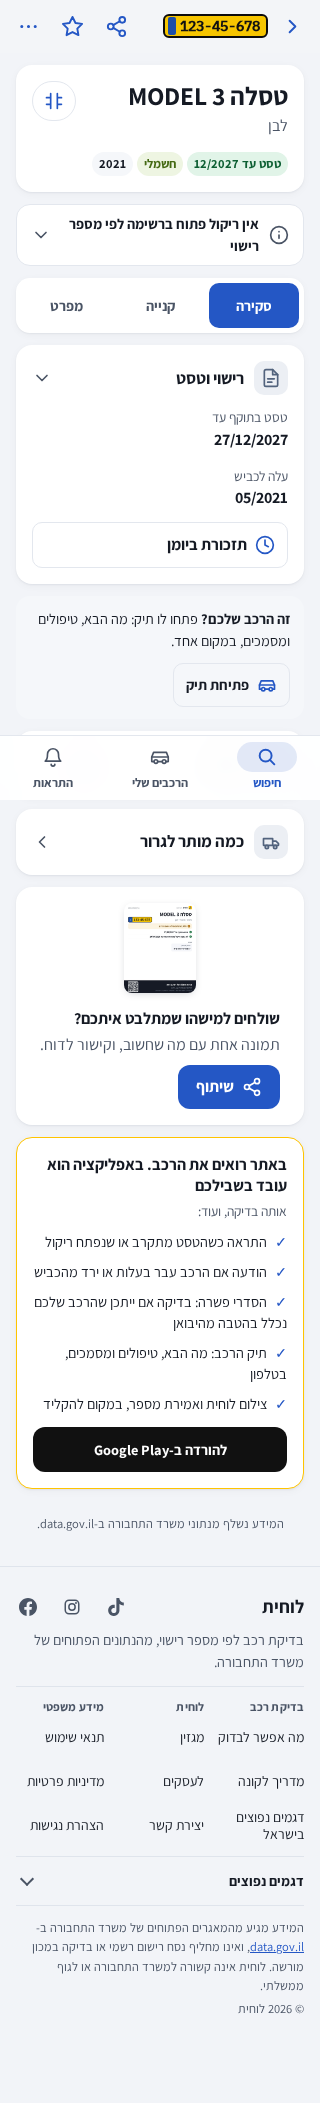 123-45-678
טסלה MODEL 3
לבן
טסט עד 12/2027
חשמלי
2021
אין ריקול פתוח ברשימה לפי מספר
רישוי
סקירה
קנייה
מפרט
רישוי וטסט
טסט בתוקף עד
27/12/2027
עלה לכביש
05/2021
תזכורת ביומן
זה הרכב שלכם? פתחו לו תיק: מה הבא, טיפולים
ומסמכים, במקום אחד.
פתיחת תיק
חיפוש
הרכבים שלי
התראות
כמה מותר לגרור
טסלה MODEL 3
שולחים למישהו שמתלבט איתכם?
תמונה אחת עם מה שחשוב, וקישור לדוח.
שיתוף
באתר רואים את הרכב. באפליקציה הוא
עובד בשבילכם
אותה בדיקה, ועוד:
✓ התראה כשהטסט מתקרב או שנפתח ריקול
✓ הודעה אם הרכב עבר בעלות או ירד מהכביש
✓ הסדרי פשרה: בדיקה אם ייתכן שהרכב שלכם
נכלל בהטבה מהיבואן
✓ תיק הרכב: מה הבא, טיפולים ומסמכים,
בטלפון
✓ צילום לוחית ואמירת מספר, במקום להקליד
להורדה ב-Google Play
המידע נשלף מנתוני משרד התחבורה ב-data.gov.il.
לוחית
בדיקת רכב לפי מספר רישוי, מהנתונים הפתוחים של
משרד התחבורה.
בדיקת רכב
לוחית
מידע משפטי
מה אפשר לבדוק
מגזין
תנאי שימוש
מדריך לקונה
לעסקים
מדיניות פרטיות
דגמים נפוצים
בישראל
יצירת קשר
הצהרת נגישות
דגמים נפוצים
המידע מגיע מהמאגרים הפתוחים של משרד התחבורה ב-
data.gov.il, ואינו מחליף נסח רישום רשמי או בדיקה במכון
מורשה. לוחית אינה קשורה למשרד התחבורה או לגוף
ממשלתי.
© 2026 לוחית